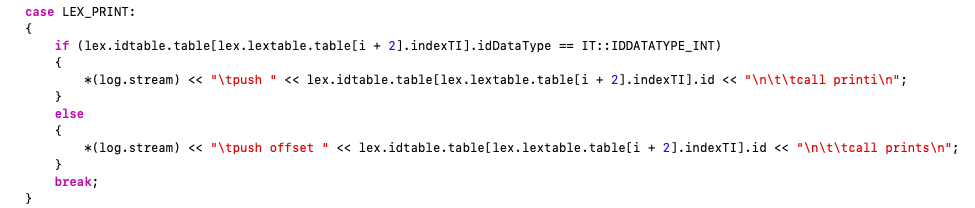 case LEX_PRINT:
{
if (lex.idtable.table[lex.lextable.table[i + 2].indexTI].idDataType == IT::IDDATATYPE_INT)
{
*(log.stream) << "\tpush " << lex.idtable.table[lex.lextable.table[i + 2].indexTI].id << "\n\t\tcall printi\n";
}
else
{
*(log.stream) << "\tpush offset " << lex.idtable.table[lex.lextable.table[i + 2].indexTI].id << "\n\t\tcall prints\n";
}
break;
}